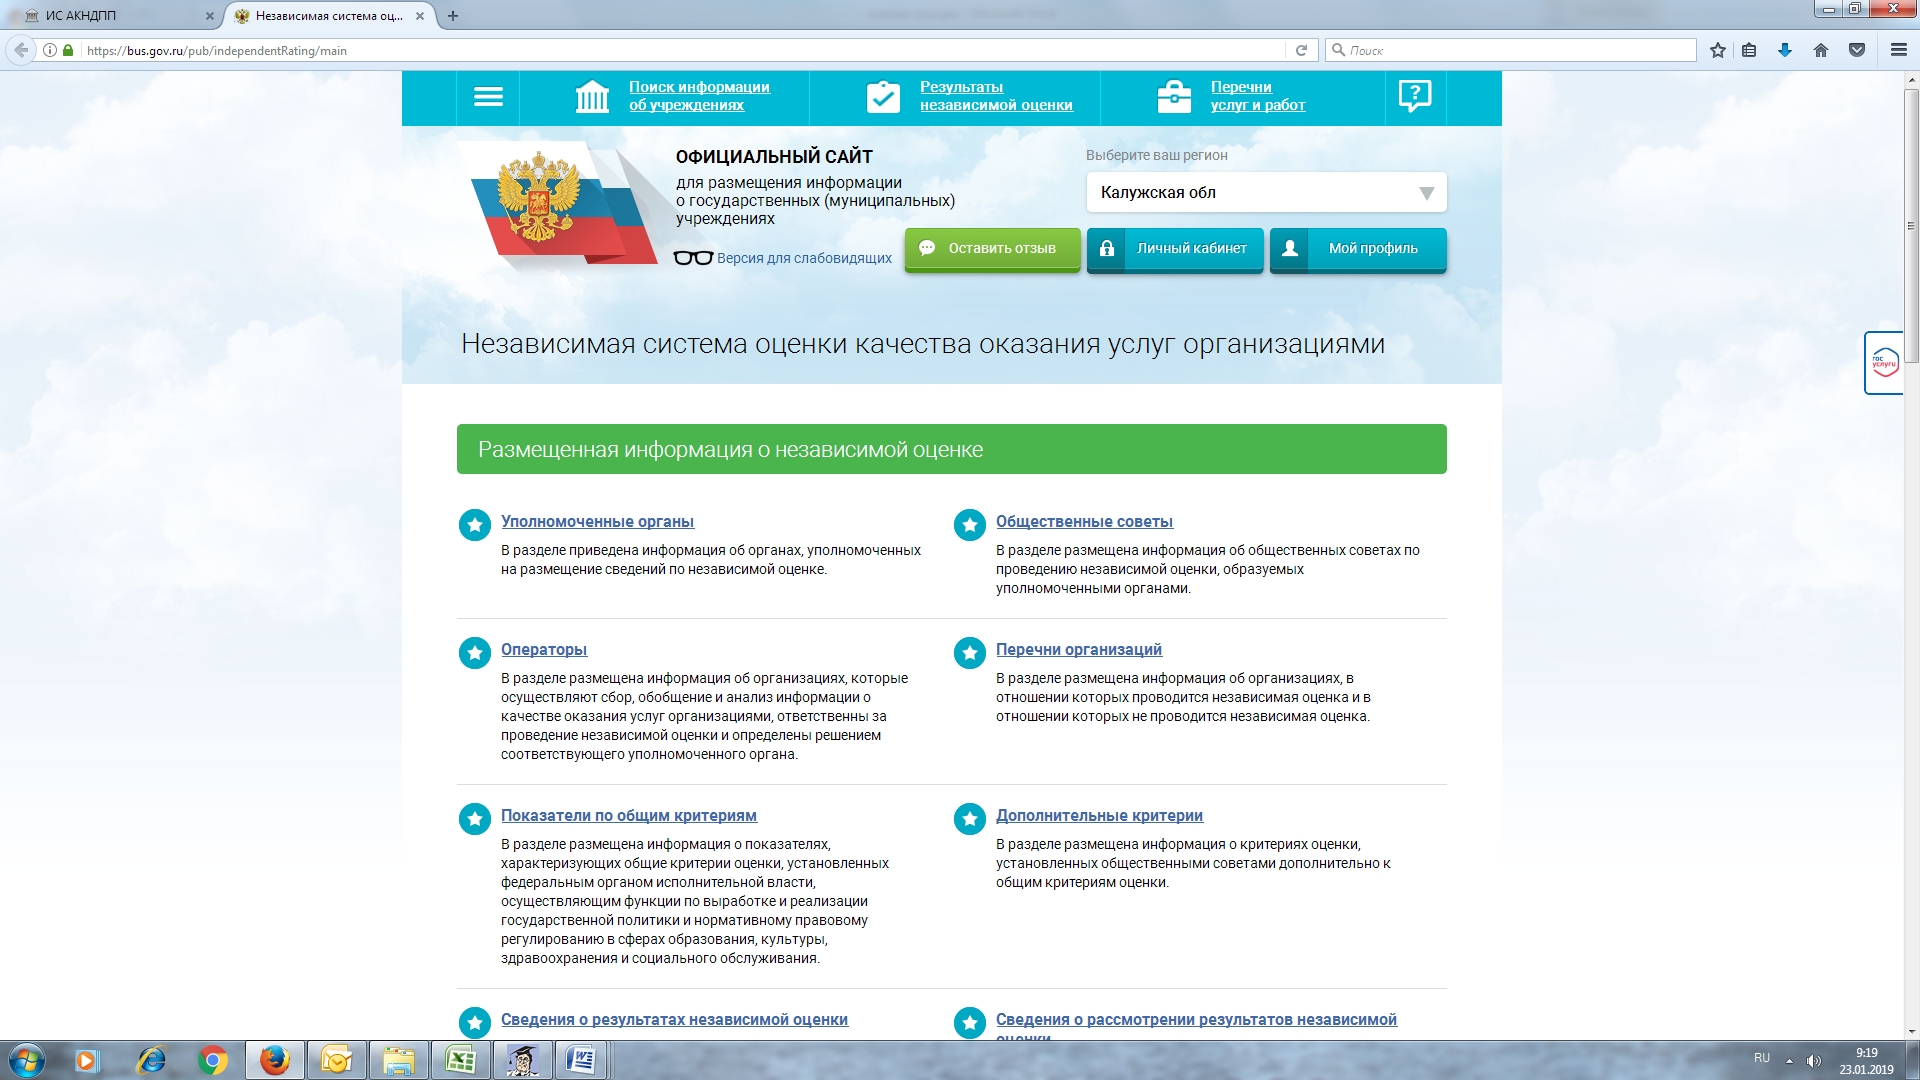 ИС АКНДПП
Независимая система оц...
https://bus.gov.ru/pub/independentRating/main
Поиск
Поиск информации
об учреждениях
Результаты
независимой оценки
Перечни
услуг и работ
ОФИЦИАЛЬНЫЙ САЙТ
для размещения информации
о государственных (муниципальных)
учреждениях
Версия для слабовидящих
Выберите ваш регион
Калужская обл
Оставить отзыв
Личный кабинет
Мой профиль
Независимая система оценки качества оказания услуг организациями
гос
услуги
Размещенная информация о независимой оценке
Уполномоченные органы
В разделе приведена информация об органах, уполномоченных
на размещение сведений по независимой оценке.
Общественные советы
В разделе размещена информация об общественных советах по
проведению независимой оценки, образуемых
уполномоченными органами.
Операторы
В разделе размещена информация об организациях, которые
осуществляют сбор, обобщение и анализ информации о
качестве оказания услуг организациями, ответственны за
проведение независимой оценки и определены решением
соответствующего уполномоченного органа.
Перечни организаций
В разделе размещена информация об организациях, в
отношении которых проводится независимая оценка и в
отношении которых не проводится независимая оценка.
Показатели по общим критериям
В разделе размещена информация о показателях,
характеризующих общие критерии оценки, установленных
федеральным органом исполнительной власти,
осуществляющим функции по выработке и реализации
государственной политики и нормативному правовому
регулированию в сферах образования, культуры,
здравоохранения и социального обслуживания.
Дополнительные критерии
В разделе размещена информация о критериях оценки,
установленных общественными советами дополнительно к
общим критериям оценки.
Сведения о результатах независимой оценки
Сведения о рассмотрении результатов независимой
оценки
RU
9:19
23.01.2019